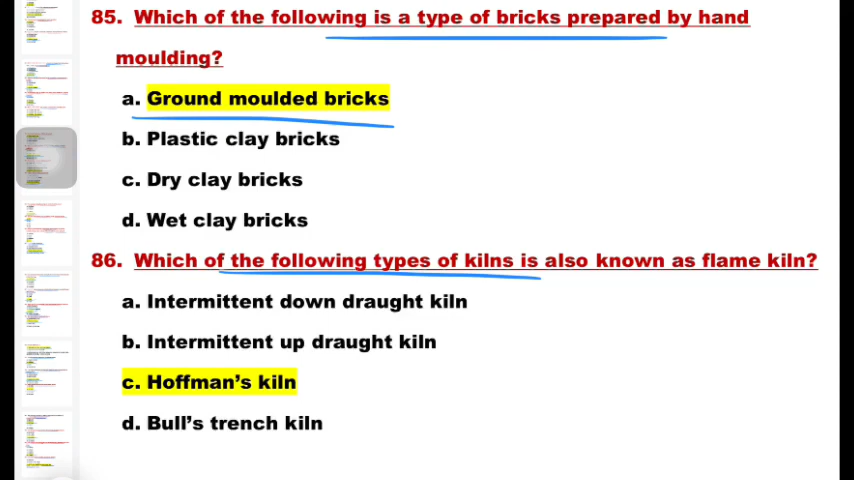 85. Which of the following is a type of bricks prepared by hand
moulding?
a. Ground moulded bricks
b. Plastic clay bricks
c. Dry clay bricks
d. Wet clay bricks
86. Which of the following types of kilns is also known as flame kiln?
a. Intermittent down draught kiln
b. Intermittent up draught kiln
c. Hoffman's kiln
d. Bull's trench kiln